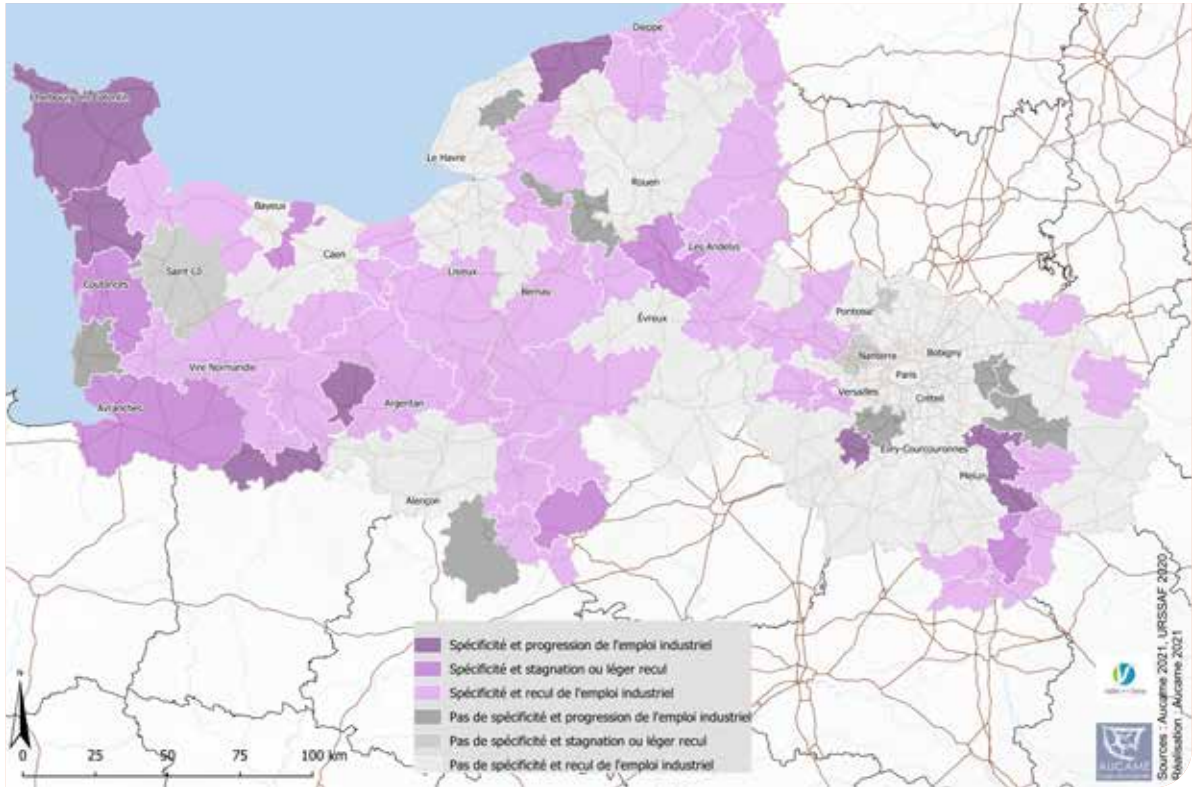 Dieppe
Cherbourg-en-Cotentin
Le Havre
Rouen
Bayeux
Caen
Les Andelys
Saint-Lô
Lisieux
Coutances
Bernay
Évreux
Pontoise
Nanterre
Bobigny
Paris
Vire Normandie
Versailles
Créteil
Avranches
Argentan
Évry-Courcouronnes
Melun
Alençon
Spécificité et progression de l'emploi industriel
Spécificité et stagnation ou léger recul
Spécificité et recul de l'emploi industriel
Pas de spécificité et progression de l'emploi industriel
Pas de spécificité et stagnation ou léger recul
Pas de spécificité et recul de l'emploi industriel
N
0 25 50 75 100 km
AUCAME
Sources : Aucame 2021, URSSAF 2020
Réalisation : Aucame 2021